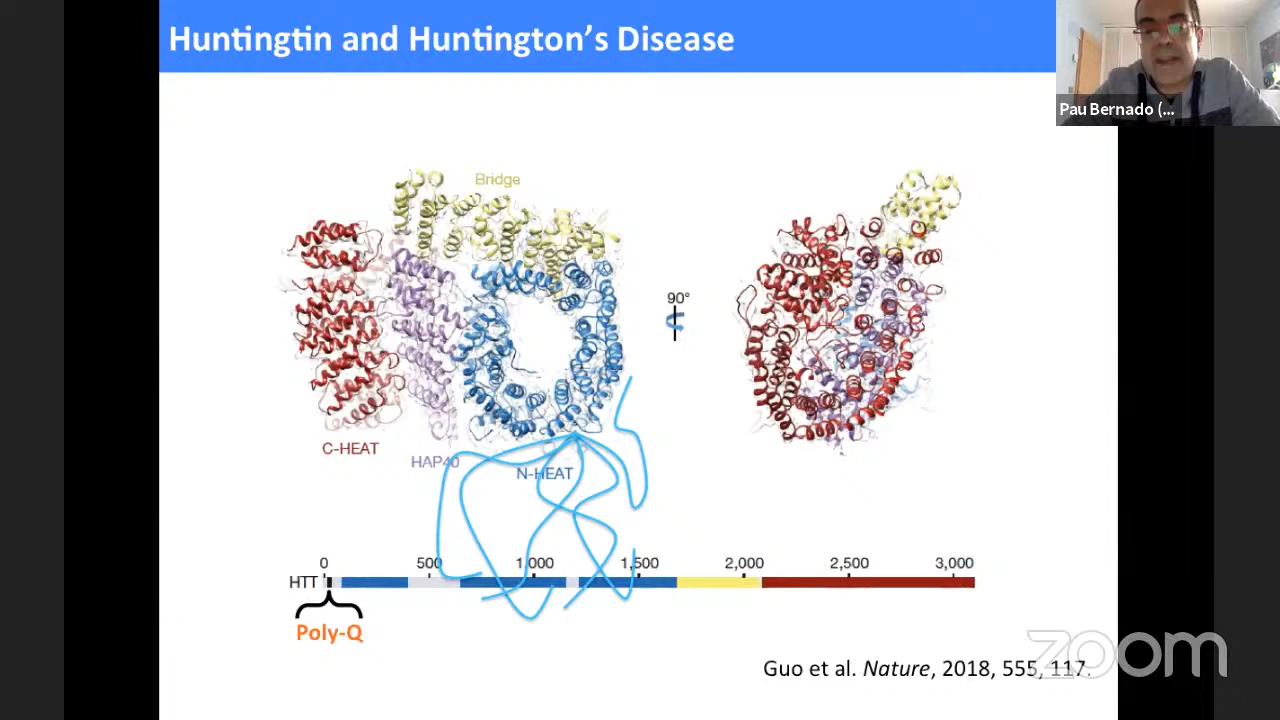 Huntingtin and Huntington's Disease
Pau Bernado (...
Bridge
90°
C-HEAT
HAP40
N-HEAT
0 500 1,000 1,500 2,000 2,500 3,000
HTT
Poly-Q
Guo et al. Nature, 2018, 555, 117.
zoom